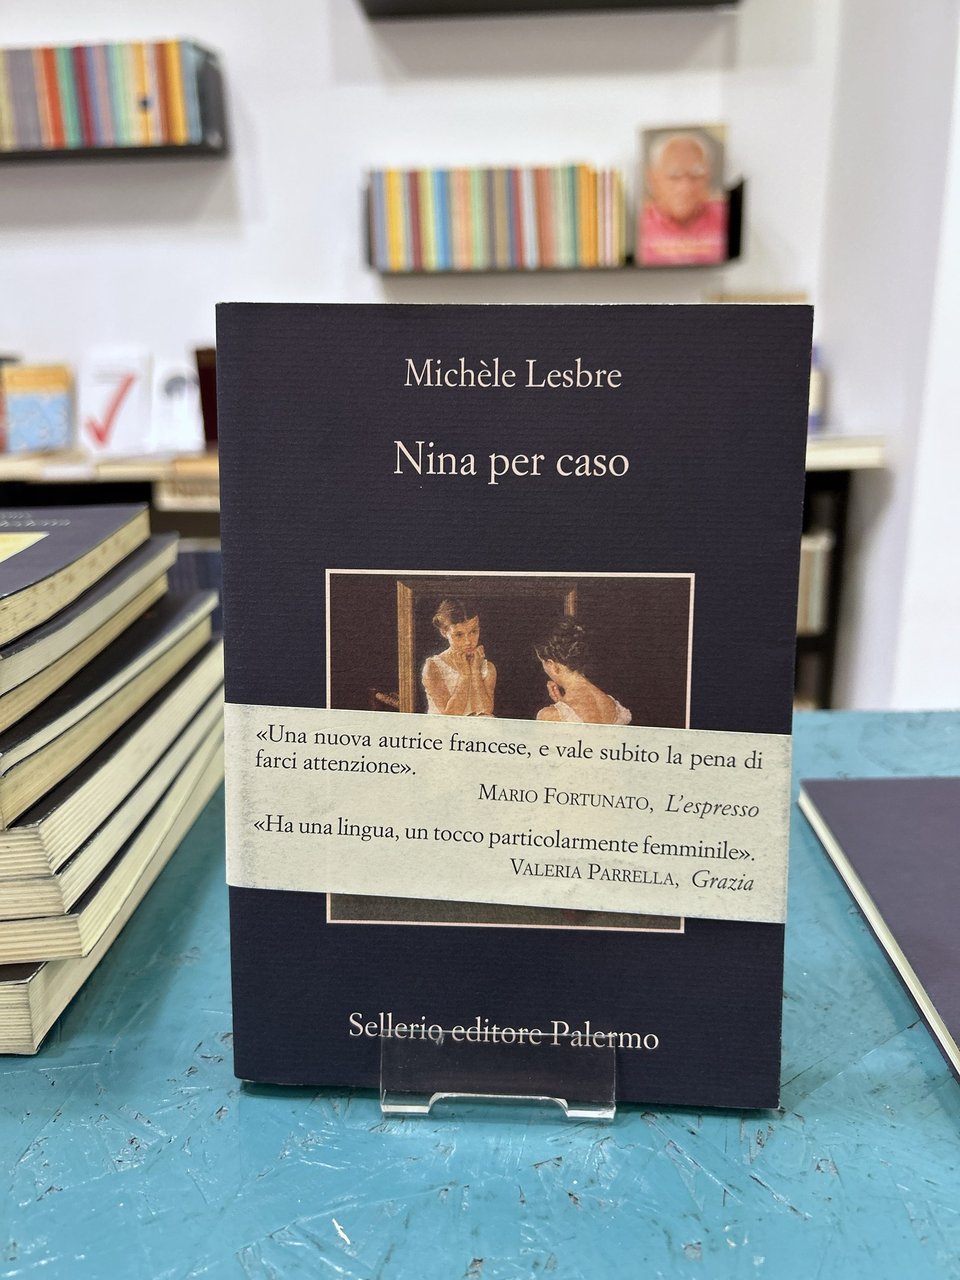 Michèle Lesbre
Nina per caso
«Una nuova autrice francese, e vale subito la pena di
farci attenzione».
MARIO FORTUNATO, L'espresso
«Ha una lingua, un tocco particolarmente femminile».
VALERIA PARRELLA, Grazia
Sellerio editore Palermo